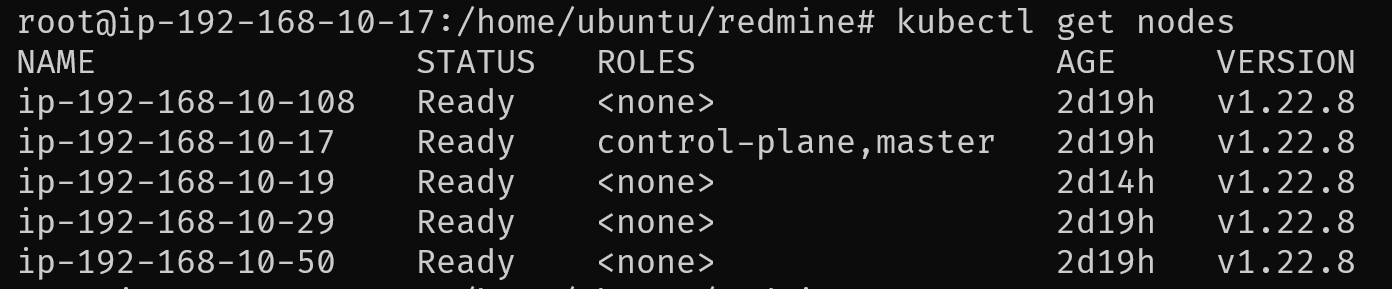 root@ip-192-168-10-17:/home/ubuntu/redmine# kubectl get nodes
NAME STATUS ROLES AGE VERSION
ip-192-168-10-108 Ready <none> 2d19h v1.22.8
ip-192-168-10-17 Ready control-plane,master 2d19h v1.22.8
ip-192-168-10-19 Ready <none> 2d14h v1.22.8
ip-192-168-10-29 Ready <none> 2d19h v1.22.8
ip-192-168-10-50 Ready <none> 2d19h v1.22.8